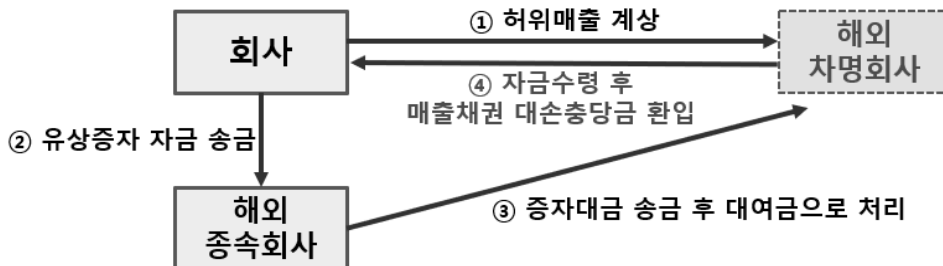 ① 허위매출 계상
회사
해외
차명회사
④ 자금수령 후
매출채권 대손충당금 환입
② 유상증자 자금 송금
해외
종속회사
③ 증자대금 송금 후 대여금으로 처리